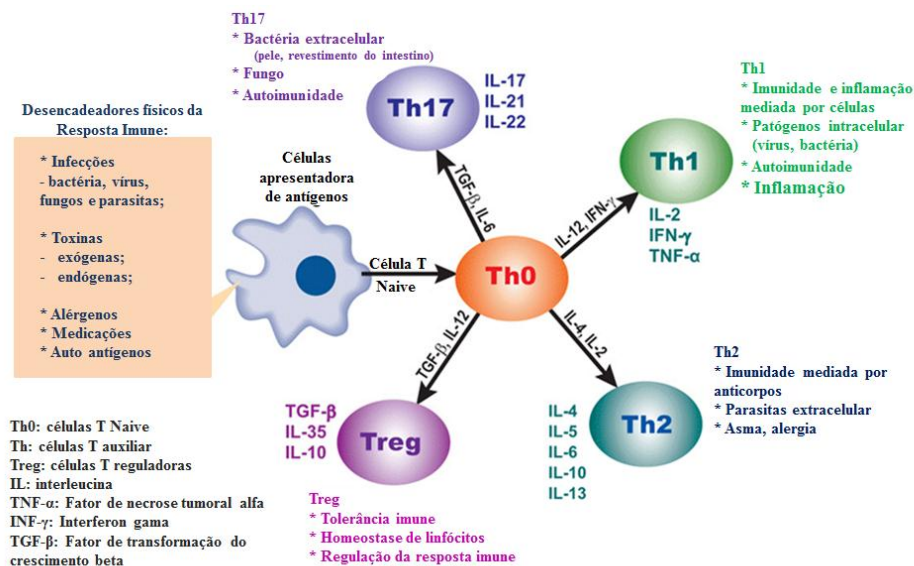 Th17
* Bactéria extracelular
(pele, revestimento do intestino)
* Fungo
* Autoimunidade
Th17
IL-17
IL-21
IL-22
Th1
* Imunidade e inflamação
mediada por células
* Patógenos intracelular
(vírus, bactéria)
* Autoimunidade
* Inflamação
Th1
IL-2
IFN-γ
TNF-α
Desencadeadores físicos da
Resposta Imune:
* Infecções
- bactéria, vírus,
fungos e parasitas;
* Toxinas
- exógenas;
- endógenas;
* Alérgenos
* Medicações
* Auto antígenos
Células
apresentadora
de antígenos
Célula T
Naive
Th0
TGF-β, IL-6
IL-12, IFN-γ
TGF-β, IL-12
IL-4, IL-2
Th2
* Imunidade mediada por
anticorpos
* Parasitas extracelular
* Asma, alergia
Th2
IL-4
IL-5
IL-6
IL-10
IL-13
TGF-β
IL-35
IL-10
Treg
Treg
* Tolerância imune
* Homeostase de linfócitos
* Regulação da resposta imune
Th0: células T Naive
Th: células T auxiliar
Treg: células T reguladoras
IL: interleucina
TNF-α: Fator de necrose tumoral alfa
INF-γ: Interferon gama
TGF-β: Fator de transformação do
crescimento beta